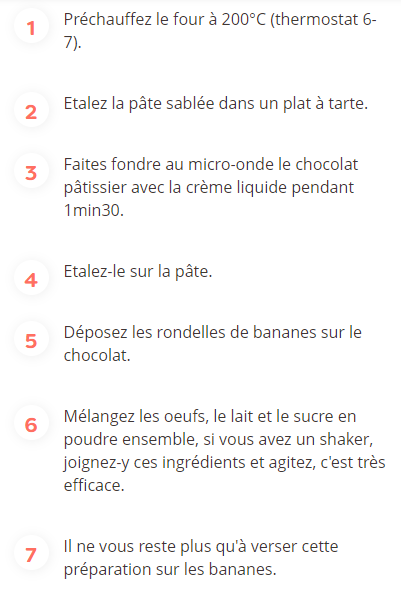 1 Préchauffez le four à 200°C (thermostat 6-
7).
2 Etalez la pâte sablée dans un plat à tarte.
3 Faites fondre au micro-onde le chocolat
pâtissier avec la crème liquide pendant
1min30.
4 Etalez-le sur la pâte.
5 Déposez les rondelles de bananes sur le
chocolat.
6 Mélangez les oeufs, le lait et le sucre en
poudre ensemble, si vous avez un shaker,
joignez-y ces ingrédients et agitez, c'est très
efficace.
7 Il ne vous reste plus qu'à verser cette
préparation sur les bananes.